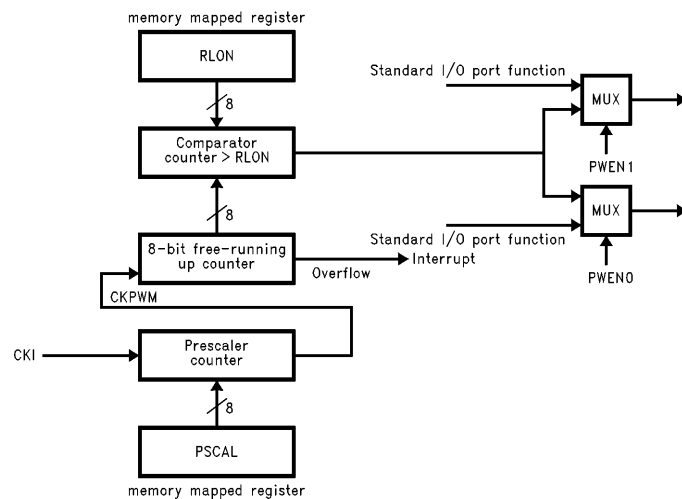 memory mapped register
RLON
8
Standard I/O port function
MUX
Comparator
counter > RLON
PWEN1
8
MUX
8-bit free-running
up counter
Standard I/O port function
Overflow
Interrupt
PWEN0
CKPWM
CKI
Prescaler
counter
8
PSCAL
memory mapped register